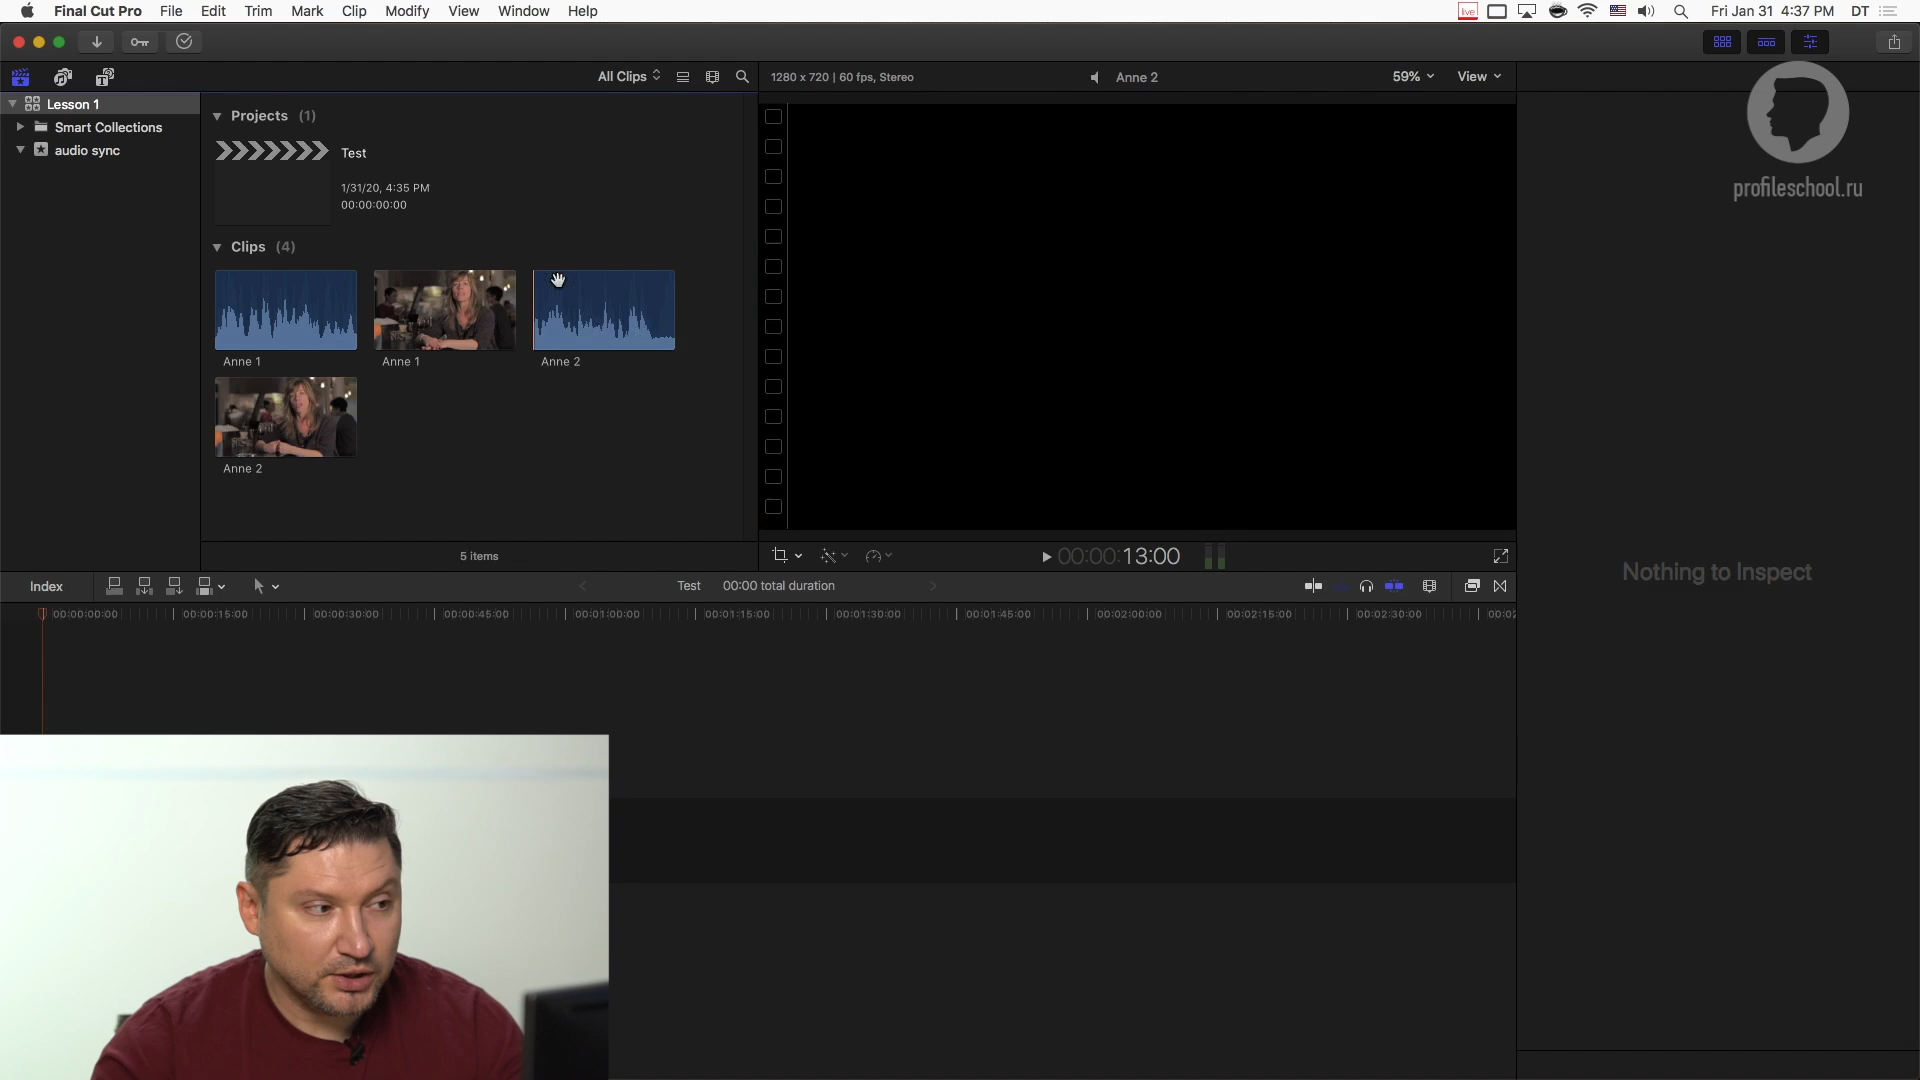 Final Cut Pro File Edit Trim Mark Clip Modify View Window Help
live Fri Jan 31 4:37 PM DT
All Clips
1280 x 720 | 60 fps, Stereo Anne 2 59% View
Lesson 1
Smart Collections
audio sync
Projects (1)
Test
1/31/20, 4:35 PM
00:00:00:00
Clips (4)
Anne 1 Anne 1 Anne 2
Anne 2
5 items
00:00:13:00
profileschool.ru
Nothing to Inspect
Index Test 00:00 total duration
00:00:00:00 00:00:15:00 00:00:30:00 00:00:45:00 00:01:00:00 00:01:15:00 00:01:30:00 00:01:45:00 00:02:00:00 00:02:15:00 00:02:30:00 00:02